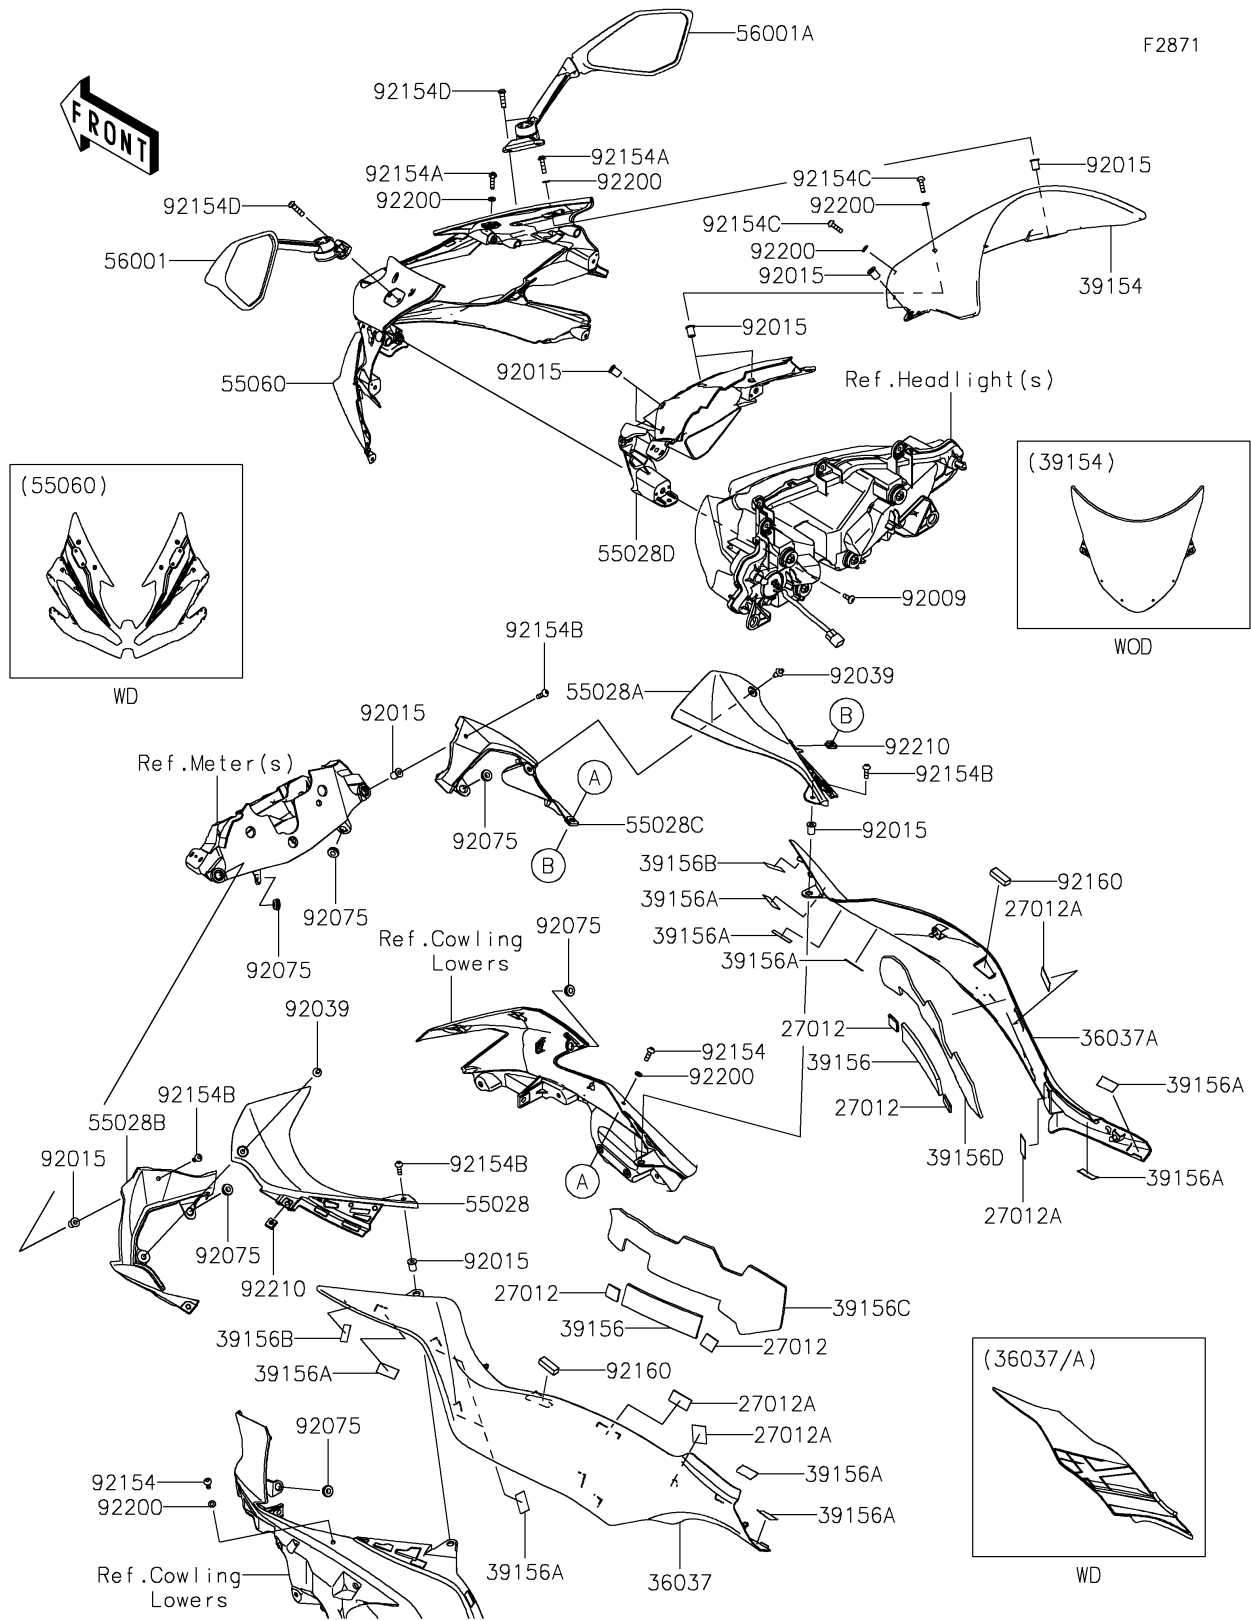 56001A
F2871
92154D
FRONT
92154A
92015
92154A
92200
92154C
92200
92200
92154D
92154C
92200
56001
92015
39154
92015
92015
55060
Ref.Headlight(s)
(39154)
(55060)
55028D
92009
92154B
WOD
92039
55028A
WD
92015
B
92210
Ref.Meter(s)
92154B
A
92075
55028C
92015
B
39156B
92160
39156A
27012A
92075
92075
39156A
Ref.Cowling
Lowers
39156A
92075
92039
27012
36037A
92154
39156
92200
39156A
92154B
27012
55028B
39156D
92015
92154B
A
39156A
55028
27012A
92075
92015
92210
27012
39156C
39156B
39156
27012
(36037/A)
39156A
92160
27012A
92075
27012A
39156A
92154
92200
39156A
39156A
Ref.Cowling
Lowers
36037
WD